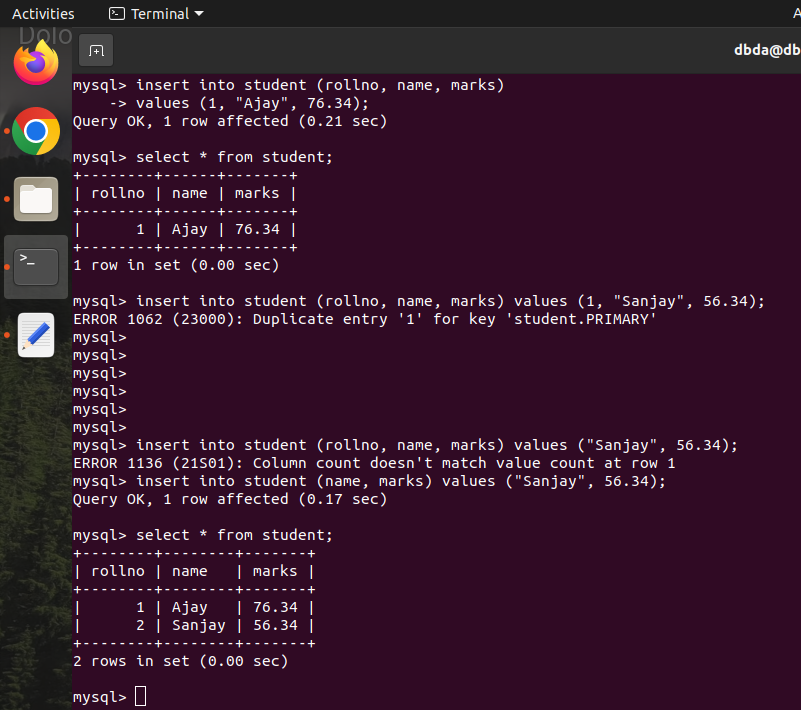 Activities Terminal A
Dolo
dbda@db
mysql> insert into student (rollno, name, marks)
    -> values (1, "Ajay", 76.34);
Query OK, 1 row affected (0.21 sec)
mysql> select * from student;
+--------+------+-------+
| rollno | name | marks |
+--------+------+-------+
|      1 | Ajay | 76.34 |
+--------+------+-------+
1 row in set (0.00 sec)
mysql> insert into student (rollno, name, marks) values (1, "Sanjay", 56.34);
ERROR 1062 (23000): Duplicate entry '1' for key 'student.PRIMARY'
mysql>
mysql>
mysql>
mysql>
mysql>
mysql>
mysql> insert into student (rollno, name, marks) values ("Sanjay", 56.34);
ERROR 1136 (21S01): Column count doesn't match value count at row 1
mysql> insert into student (name, marks) values ("Sanjay", 56.34);
Query OK, 1 row affected (0.17 sec)
mysql> select * from student;
+--------+--------+-------+
| rollno | name   | marks |
+--------+--------+-------+
|      1 | Ajay   | 76.34 |
|      2 | Sanjay | 56.34 |
+--------+--------+-------+
2 rows in set (0.00 sec)
mysql>